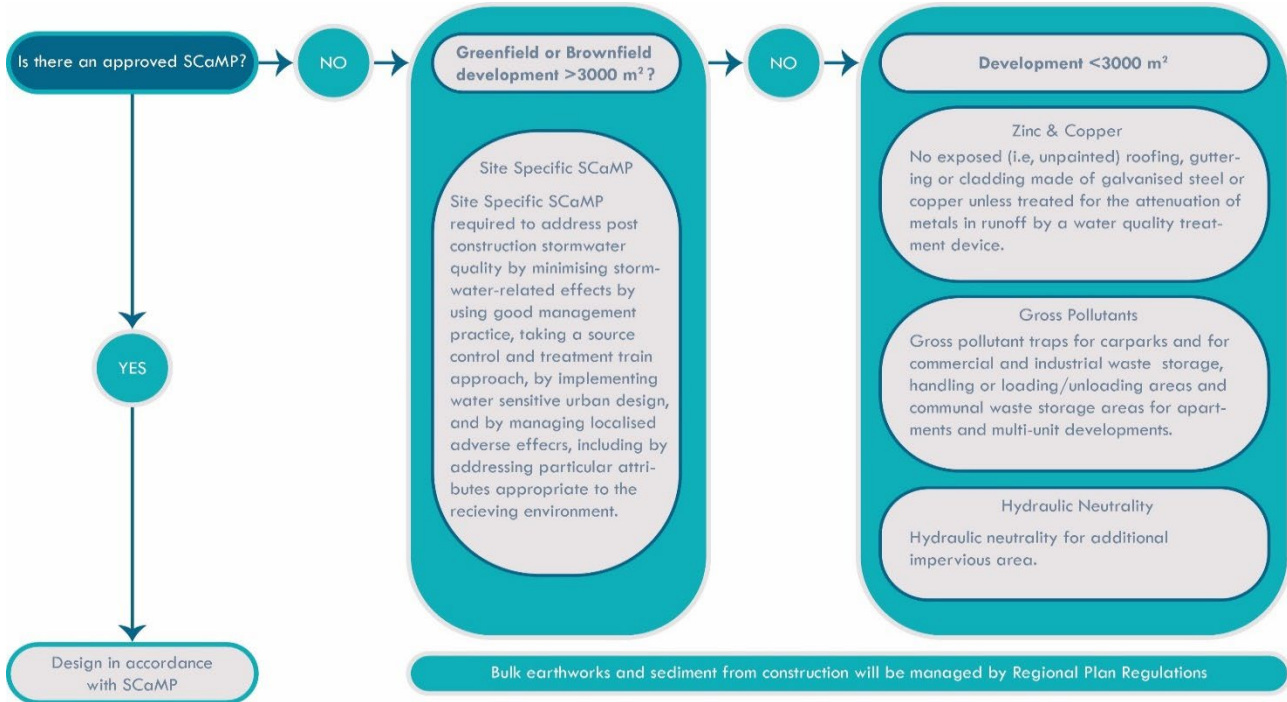 Is there an approved SCaMP?
NO
Greenfield or Brownfield
development >3000 m²?
NO
Development <3000 m²
Site Specific SCaMP
Site Specific SCaMP
required to address post
construction stormwater
quality by minimising storm-
water-related effects by
using good management
practice, taking a source
control and treatment train
approach, by implementing
water sensitive urban design,
and by managing localised
adverse effecrs, including by
addressing particular attri-
butes appropriate to the
recieving environment.
Zinc & Copper
No exposed (i.e, unpainted) roofing, gutter-
ing or cladding made of galvanised steel or
copper unless treated for the attenuation of
metals in runoff by a water quality treat-
ment device.
Gross Pollutants
Gross pollutant traps for carparks and for
commercial and industrial waste storage,
handling or loading/unloading areas and
communal waste storage areas for apart-
ments and multi-unit developments.
Hydraulic Neutrality
Hydraulic neutrality for additional
impervious area.
YES
Design in accordance
with SCaMP
Bulk earthworks and sediment from construction will be managed by Regional Plan Regulations